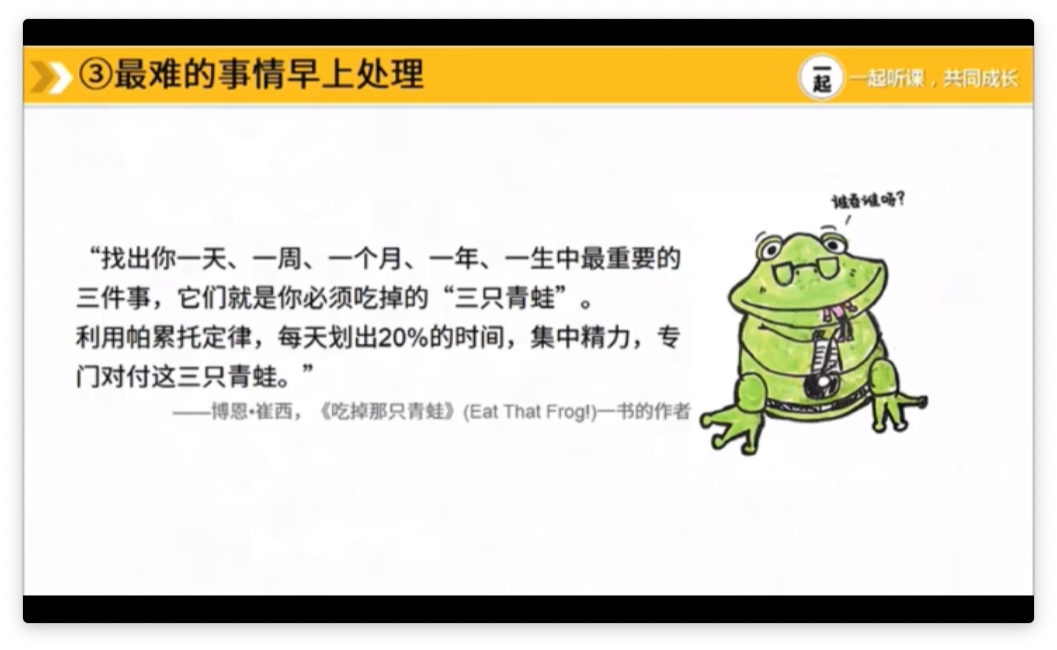 ③最难的事情早上处理
一起
一起听课，共同成长
谁吞谁呀?
“找出你一天、一周、一个月、一年、一生中最重要的
三件事，它们就是你必须吃掉的“三只青蛙”。
利用帕累托定律，每天划出20%的时间，集中精力，专
门对付这三只青蛙。”
——博恩•崔西，《吃掉那只青蛙》(Eat That Frog!)一书的作者